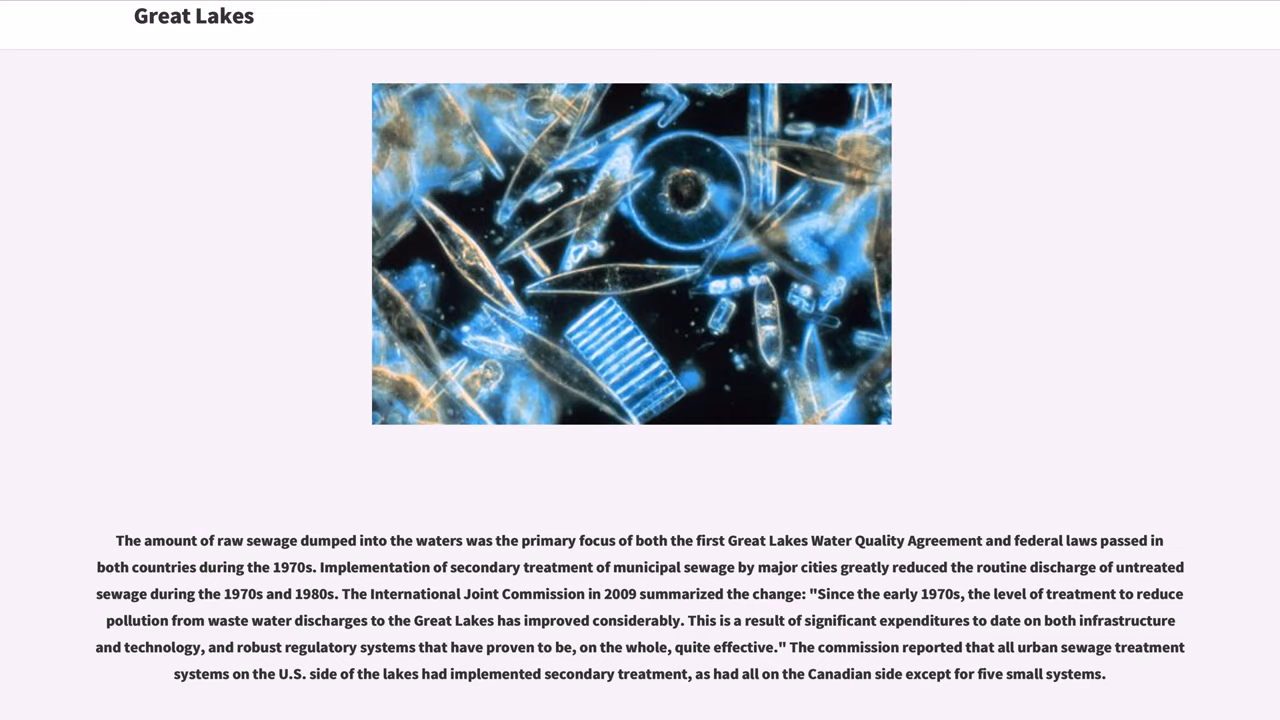 Great Lakes
The amount of raw sewage dumped into the waters was the primary focus of both the first Great Lakes Water Quality Agreement and federal laws passed in
both countries during the 1970s. Implementation of secondary treatment of municipal sewage by major cities greatly reduced the routine discharge of untreated
sewage during the 1970s and 1980s. The International Joint Commission in 2009 summarized the change: "Since the early 1970s, the level of treatment to reduce
pollution from waste water discharges to the Great Lakes has improved considerably. This is a result of significant expenditures to date on both infrastructure
and technology, and robust regulatory systems that have proven to be, on the whole, quite effective." The commission reported that all urban sewage treatment
systems on the U.S. side of the lakes had implemented secondary treatment, as had all on the Canadian side except for five small systems.